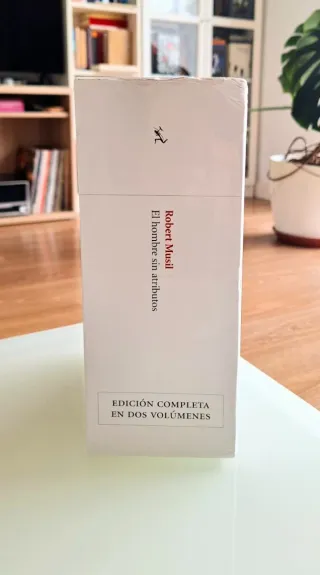 Robert Musil
El hombre sin atributos
EDICIÓN COMPLETA
EN DOS VOLÚMENES